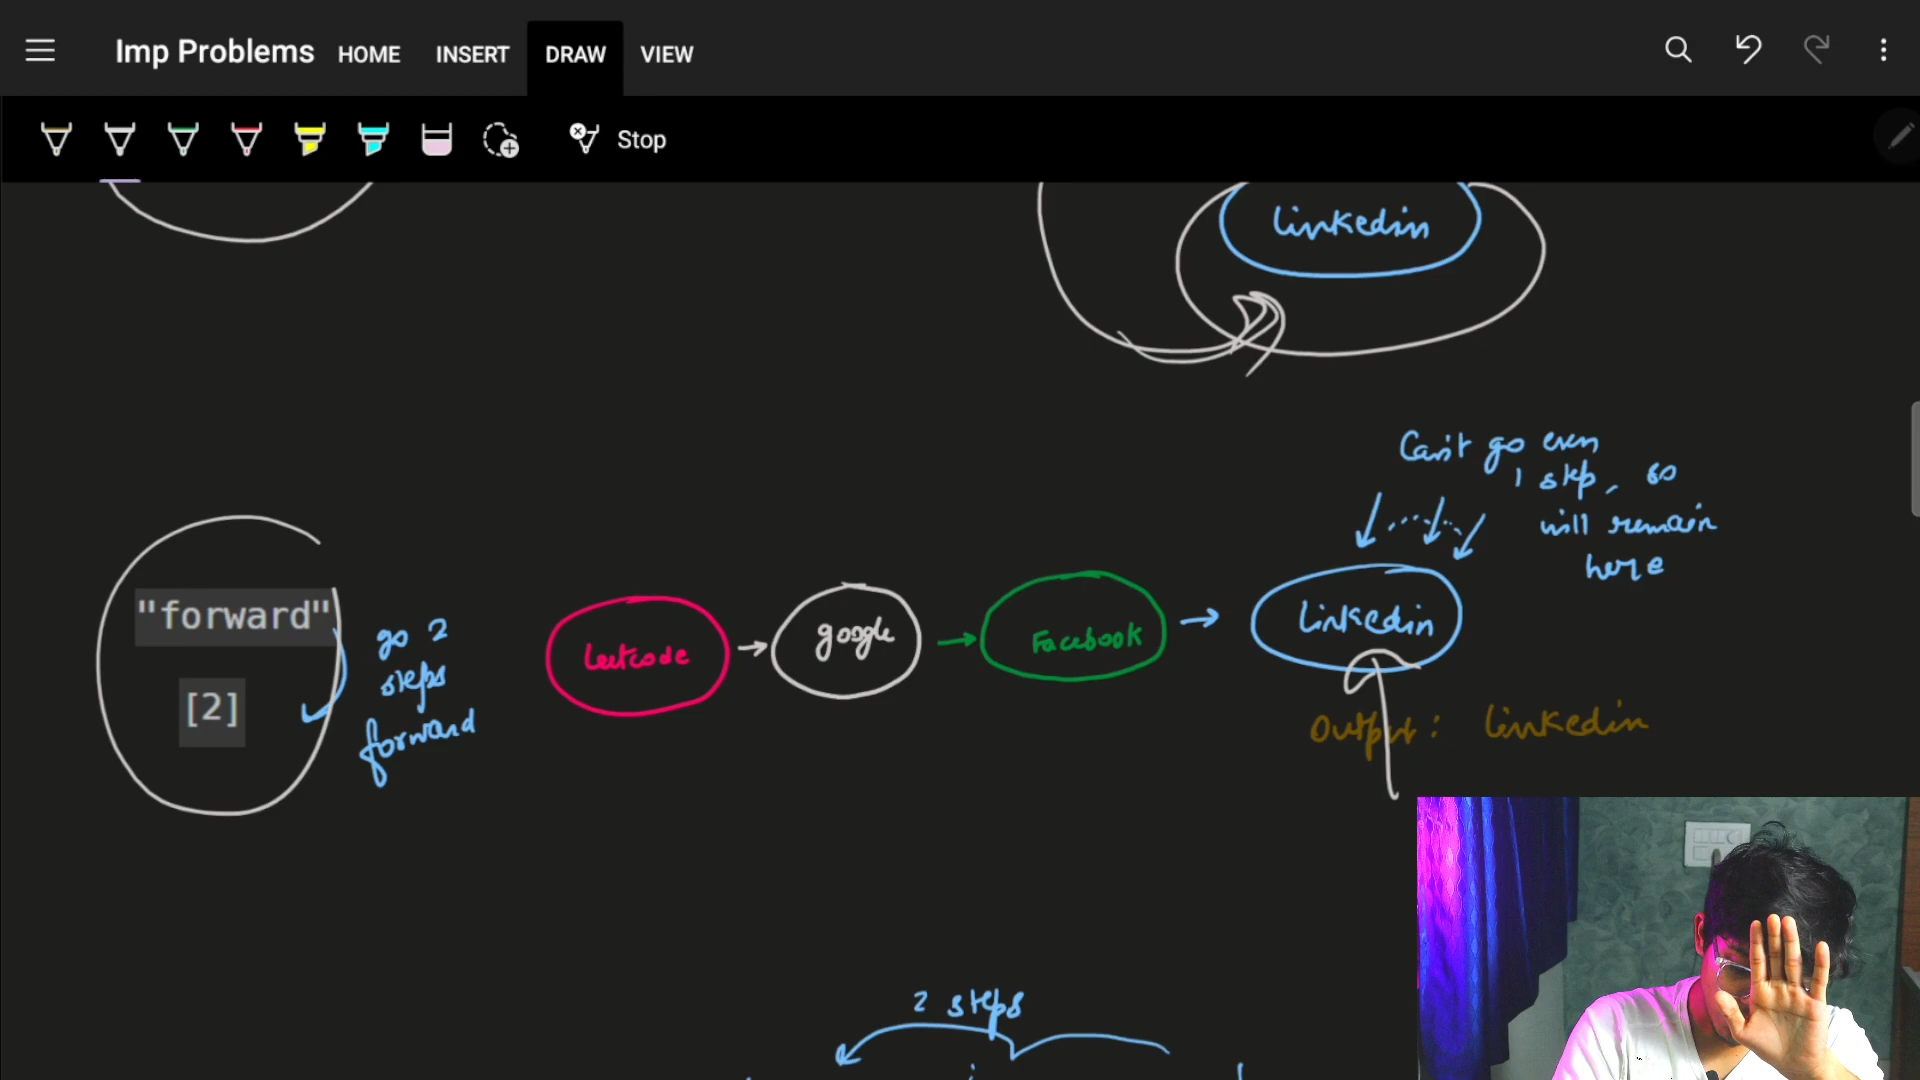 Imp Problems HOME INSERT DRAW VIEW
Stop
linkedin
Can't go even
1 step, so
will remain
here
"forward"
[2]
go 2
steps
forward
leetcode
google
Facebook
linkedin
Output: linkedin
2 steps